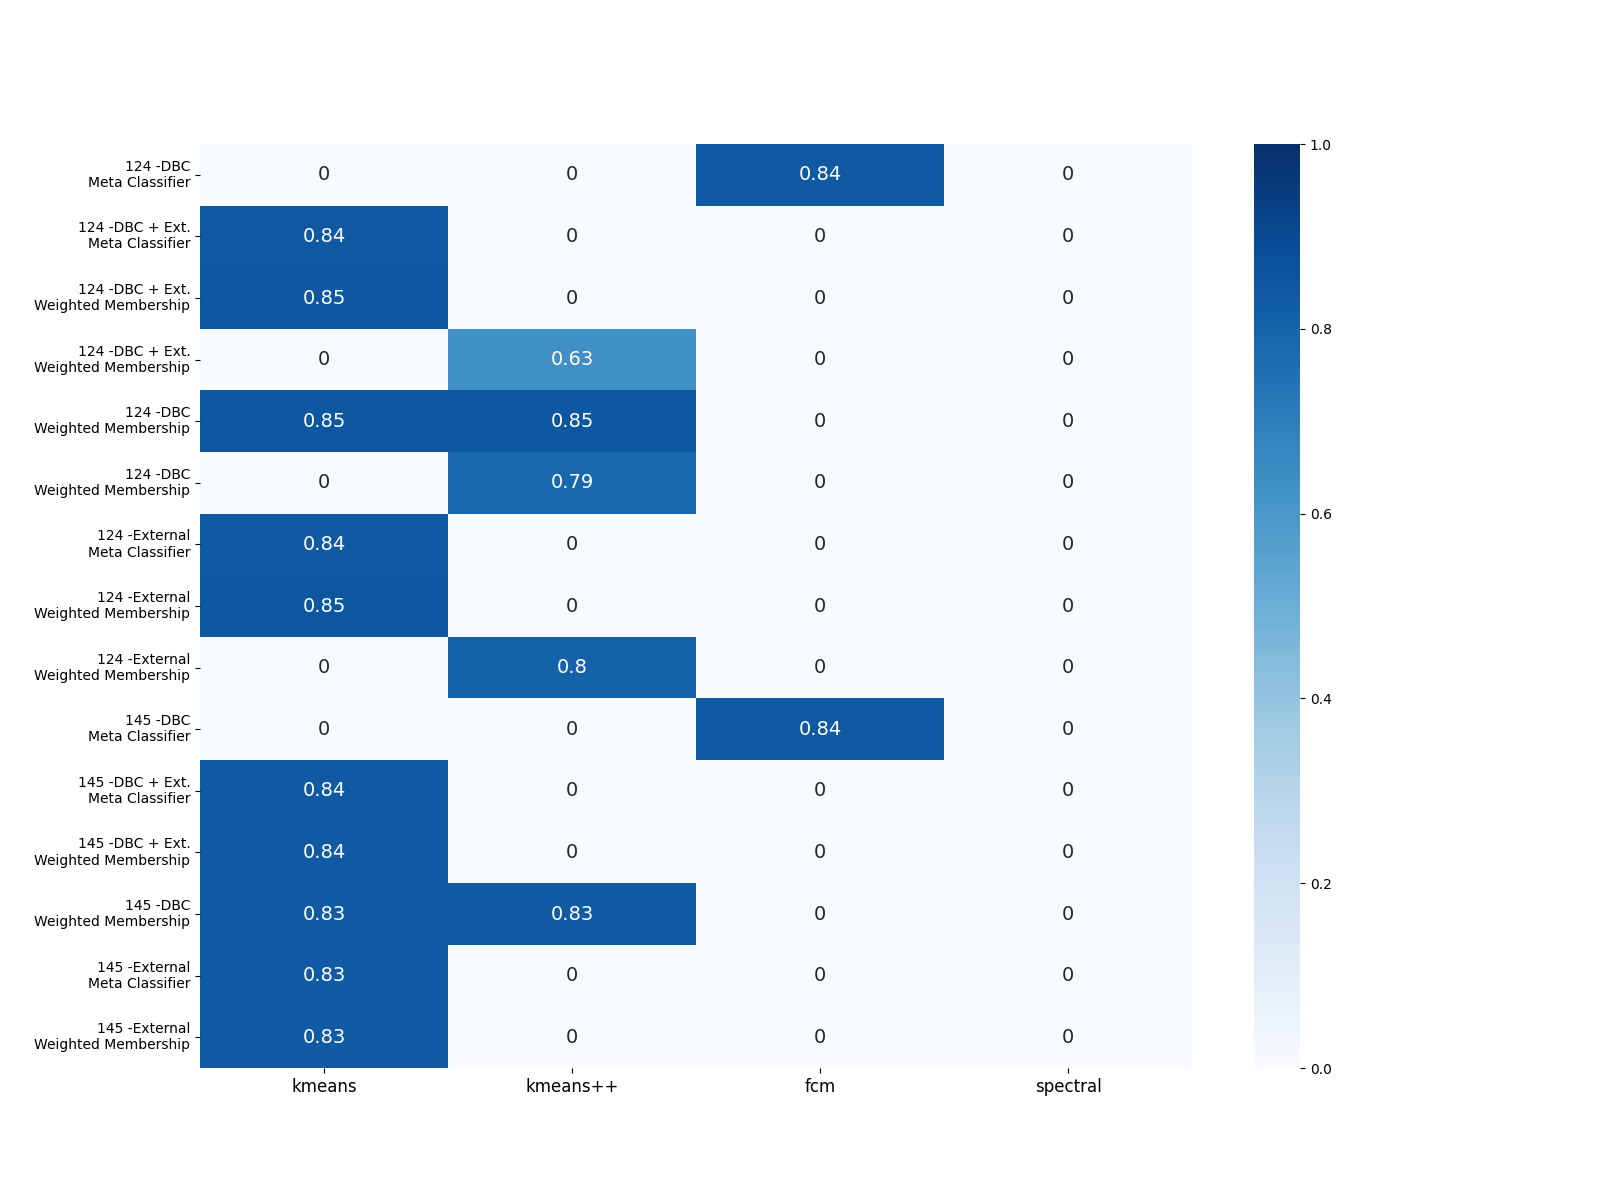 124 -DBC
Meta Classifier
0 0 0.84 0
124 -DBC + Ext.
Meta Classifier
0.84 0 0 0
124 -DBC + Ext.
Weighted Membership
0.85 0 0 0
124 -DBC + Ext.
Weighted Membership
0 0.63 0 0
124 -DBC
Weighted Membership
0.85 0.85 0 0
124 -DBC
Weighted Membership
0 0.79 0 0
124 -External
Meta Classifier
0.84 0 0 0
124 -External
Weighted Membership
0.85 0 0 0
124 -External
Weighted Membership
0 0.8 0 0
145 -DBC
Meta Classifier
0 0 0.84 0
145 -DBC + Ext.
Meta Classifier
0.84 0 0 0
145 -DBC + Ext.
Weighted Membership
0.84 0 0 0
145 -DBC
Weighted Membership
0.83 0.83 0 0
145 -External
Meta Classifier
0.83 0 0 0
145 -External
Weighted Membership
0.83 0 0 0
kmeans kmeans++ fcm spectral
1.0
0.8
0.6
0.4
0.2
0.0